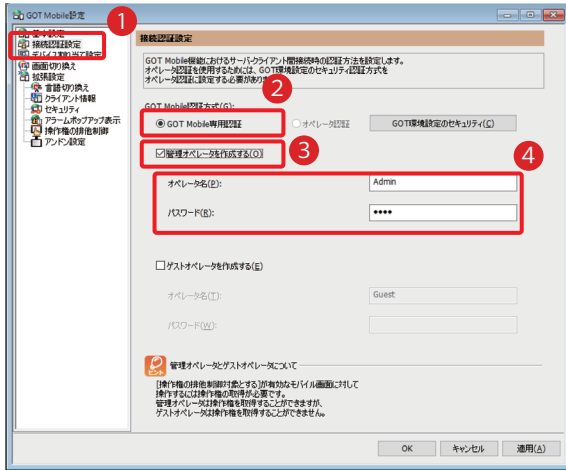 GOT Mobile設定
1
基本設定
接続認証設定
デバイス割り当て設定
画面切り換え
拡張設定
言語切り換え
クライアント情報
セキュリティ
アラームポップアップ表示
操作権の排他制御
アンドン設定
接続認証設定
GOT Mobile機能におけるサーバ・クライアント間接続時の認証方法を設定します。
オペレータ認証を使用するためには、GOT環境設定のセキュリティ認証方式を
オペレータ認証に設定する必要があり
2
GOT Mobile認証方式(G):
GOT Mobile専用認証
オペレータ認証
GOT環境設定のセキュリティ(C)
管理オペレータを作成する(O)
3
4
オペレータ名(P):
Admin
パスワード(R):
••••
ゲストオペレータを作成する(E)
オペレータ名(T):
Guest
パスワード(W):
ヒント
管理オペレータとゲストオペレータについて
[操作権の排他制御対象とする]が有効なモバイル画面に対して
操作するには操作権の取得が必要です。
管理オペレータは操作権を取得することができますが、
ゲストオペレータは操作権を取得することができません。
OK
キャンセル
適用(A)